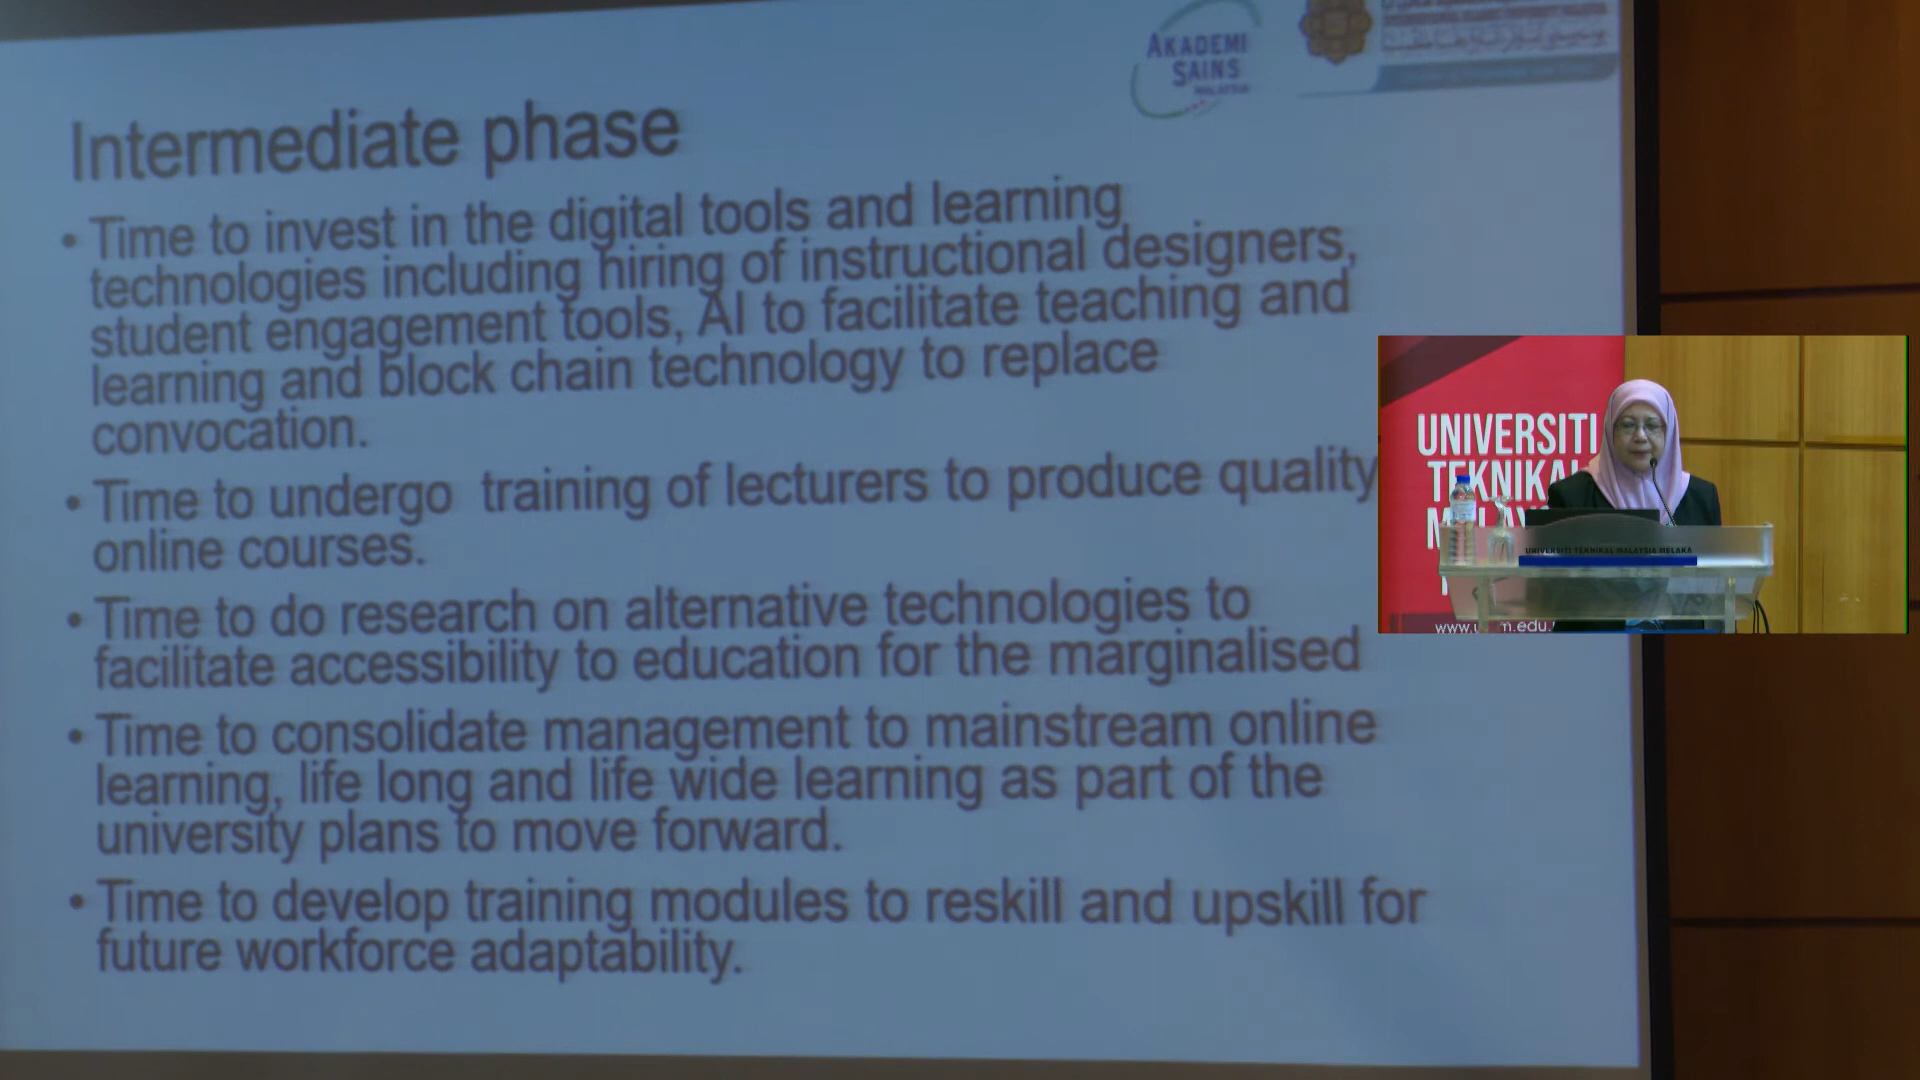 AKADEMI
SAINS
MALAYSIA
Intermediate phase
• Time to invest in the digital tools and learning
technologies including hiring of instructional designers,
student engagement tools, AI to facilitate teaching and
learning and block chain technology to replace
convocation.
• Time to undergo training of lecturers to produce quality
online courses.
• Time to do research on alternative technologies to
facilitate accessibility to education for the marginalised
• Time to consolidate management to mainstream online
learning, life long and life wide learning as part of the
university plans to move forward.
• Time to develop training modules to reskill and upskill for
future workforce adaptability.
UNIVERSITI
TEKNIKAL
UNIVERSITI TEKNIKAL MALAYSIA MELAKA